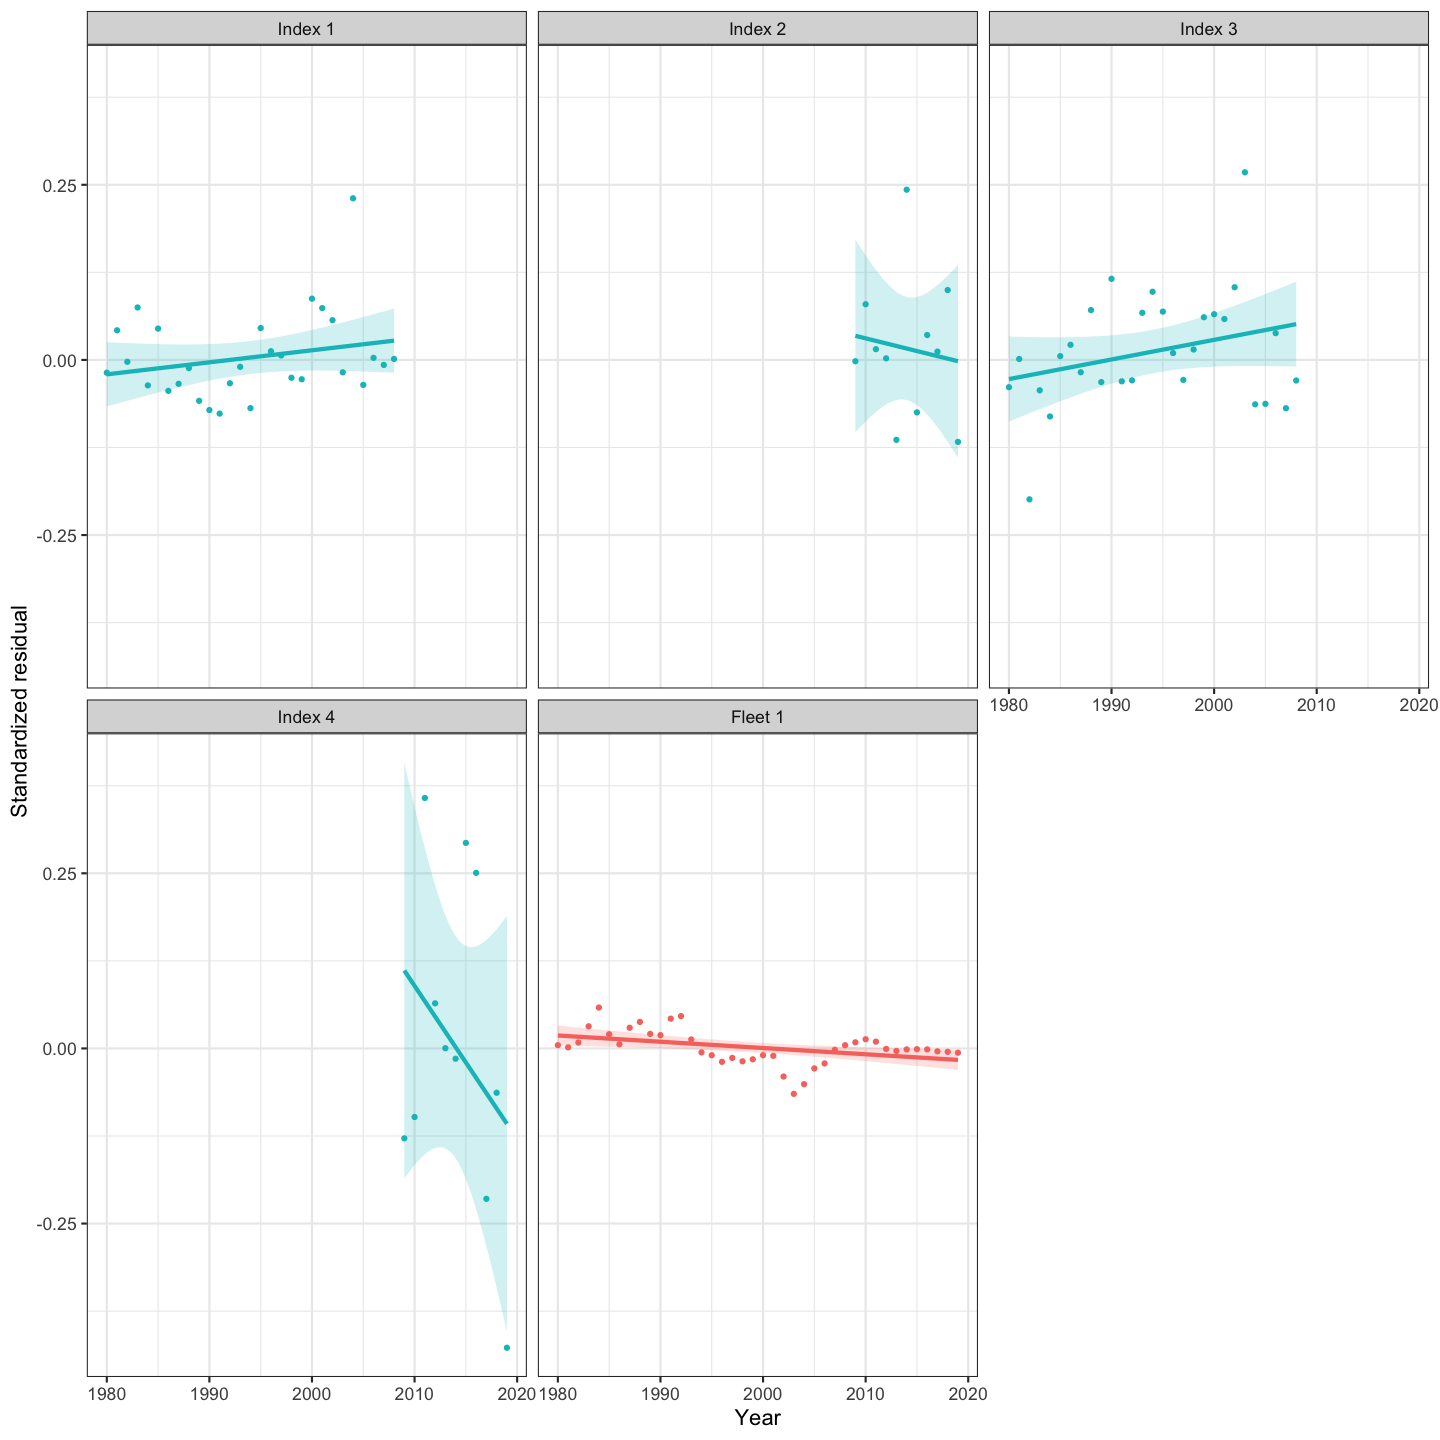 Index 1
Index 2
Index 3
0.25
0.00
-0.25
1980 1990 2000 2010 2020
Standardized residual
Index 4
Fleet 1
0.25
0.00
-0.25
1980 1990 2000 2010 2020
1980 1990 2000 2010 2020
Year